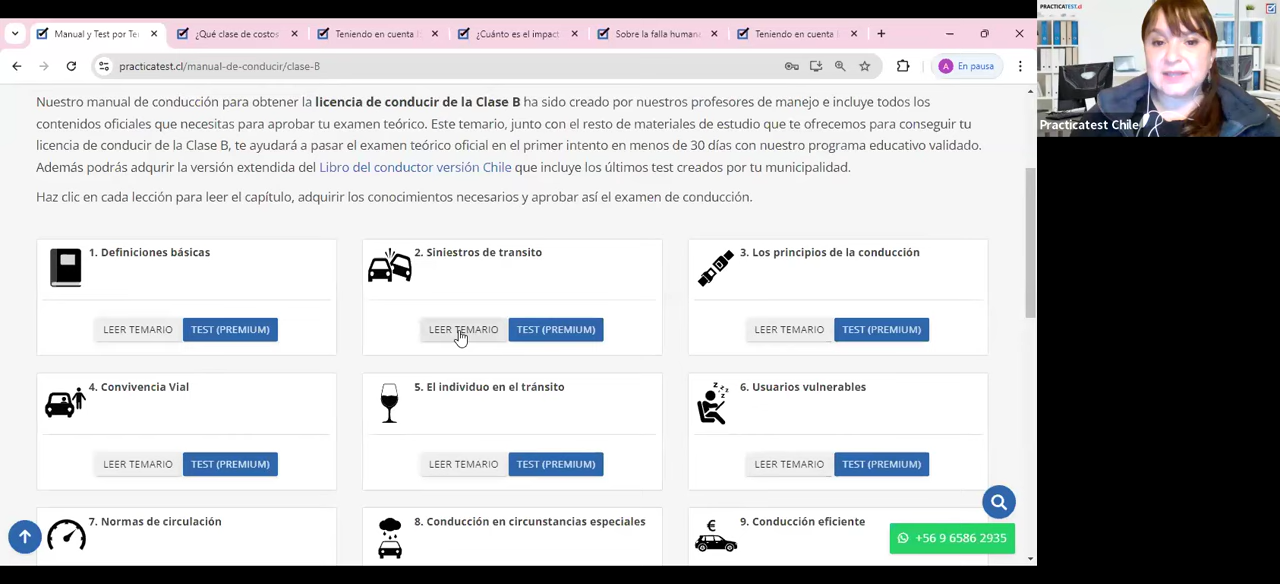 PRACTICATEST.cl
Manual y Test por Te
¿Qué clase de costos
Teniendo en cuenta l
¿Cuánto es el impact
Sobre la falla human
Teniendo en cuenta l
practicatest.cl/manual-de-conducir/clase-B
A En pausa
Practicatest Chile
Nuestro manual de conducción para obtener la licencia de conducir de la Clase B ha sido creado por nuestros profesores de manejo e incluye todos los
contenidos oficiales que necesitas para aprobar tu examen teórico. Este temario, junto con el resto de materiales de estudio que te ofrecemos para conseguir tu
licencia de conducir de la Clase B, te ayudará a pasar el examen teórico oficial en el primer intento en menos de 30 días con nuestro programa educativo validado.
Además podrás adquirir la versión extendida del Libro del conductor versión Chile que incluye los últimos test creados por tu municipalidad.
Haz clic en cada lección para leer el capítulo, adquirir los conocimientos necesarios y aprobar así el examen de conducción.
1. Definiciones básicas
LEER TEMARIO TEST (PREMIUM)
2. Siniestros de transito
LEER TEMARIO TEST (PREMIUM)
3. Los principios de la conducción
LEER TEMARIO TEST (PREMIUM)
4. Convivencia Vial
LEER TEMARIO TEST (PREMIUM)
5. El individuo en el tránsito
LEER TEMARIO TEST (PREMIUM)
6. Usuarios vulnerables
LEER TEMARIO TEST (PREMIUM)
7. Normas de circulación
8. Conducción en circunstancias especiales
9. Conducción eficiente
+56 9 6586 2935